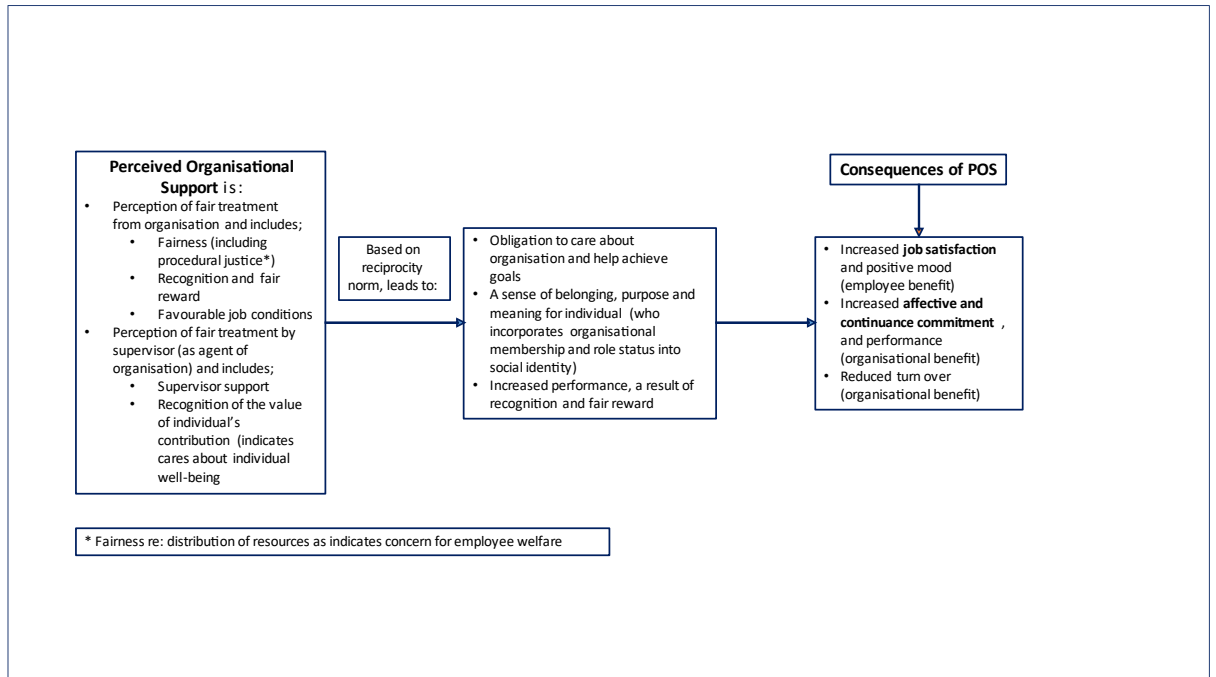 Perceived Organisational
Support is:
• Perception of fair treatment
from organisation and includes;
• Fairness (including
procedural justice*)
• Recognition and fair
reward
• Favourable job conditions
• Perception of fair treatment by
supervisor (as agent of
organisation) and includes;
• Supervisor support
• Recognition of the value
of individual's
contribution (indicates
cares about individual
well-being
Based on
reciprocity
norm, leads to:
• Obligation to care about
organisation and help achieve
goals
• A sense of belonging, purpose and
meaning for individual (who
incorporates organisational
membership and role status into
social identity)
• Increased performance, a result of
recognition and fair reward
Consequences of POS
• Increased job satisfaction
and positive mood
(employee benefit)
• Increased affective and
continuance commitment ,
and performance
(organisational benefit)
• Reduced turn over
(organisational benefit)
* Fairness re: distribution of resources as indicates concern for employee welfare